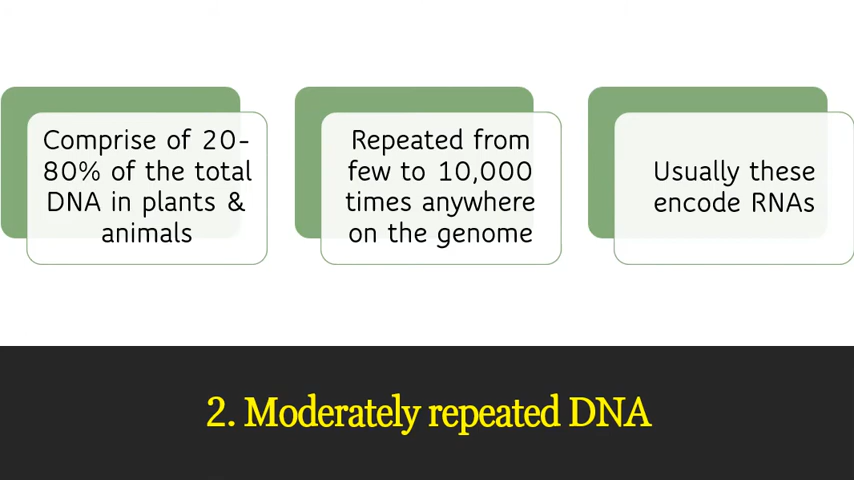 Comprise of 20-
80% of the total
DNA in plants &
animals
Repeated from
few to 10,000
times anywhere
on the genome
Usually these
encode RNAs
2. Moderately repeated DNA